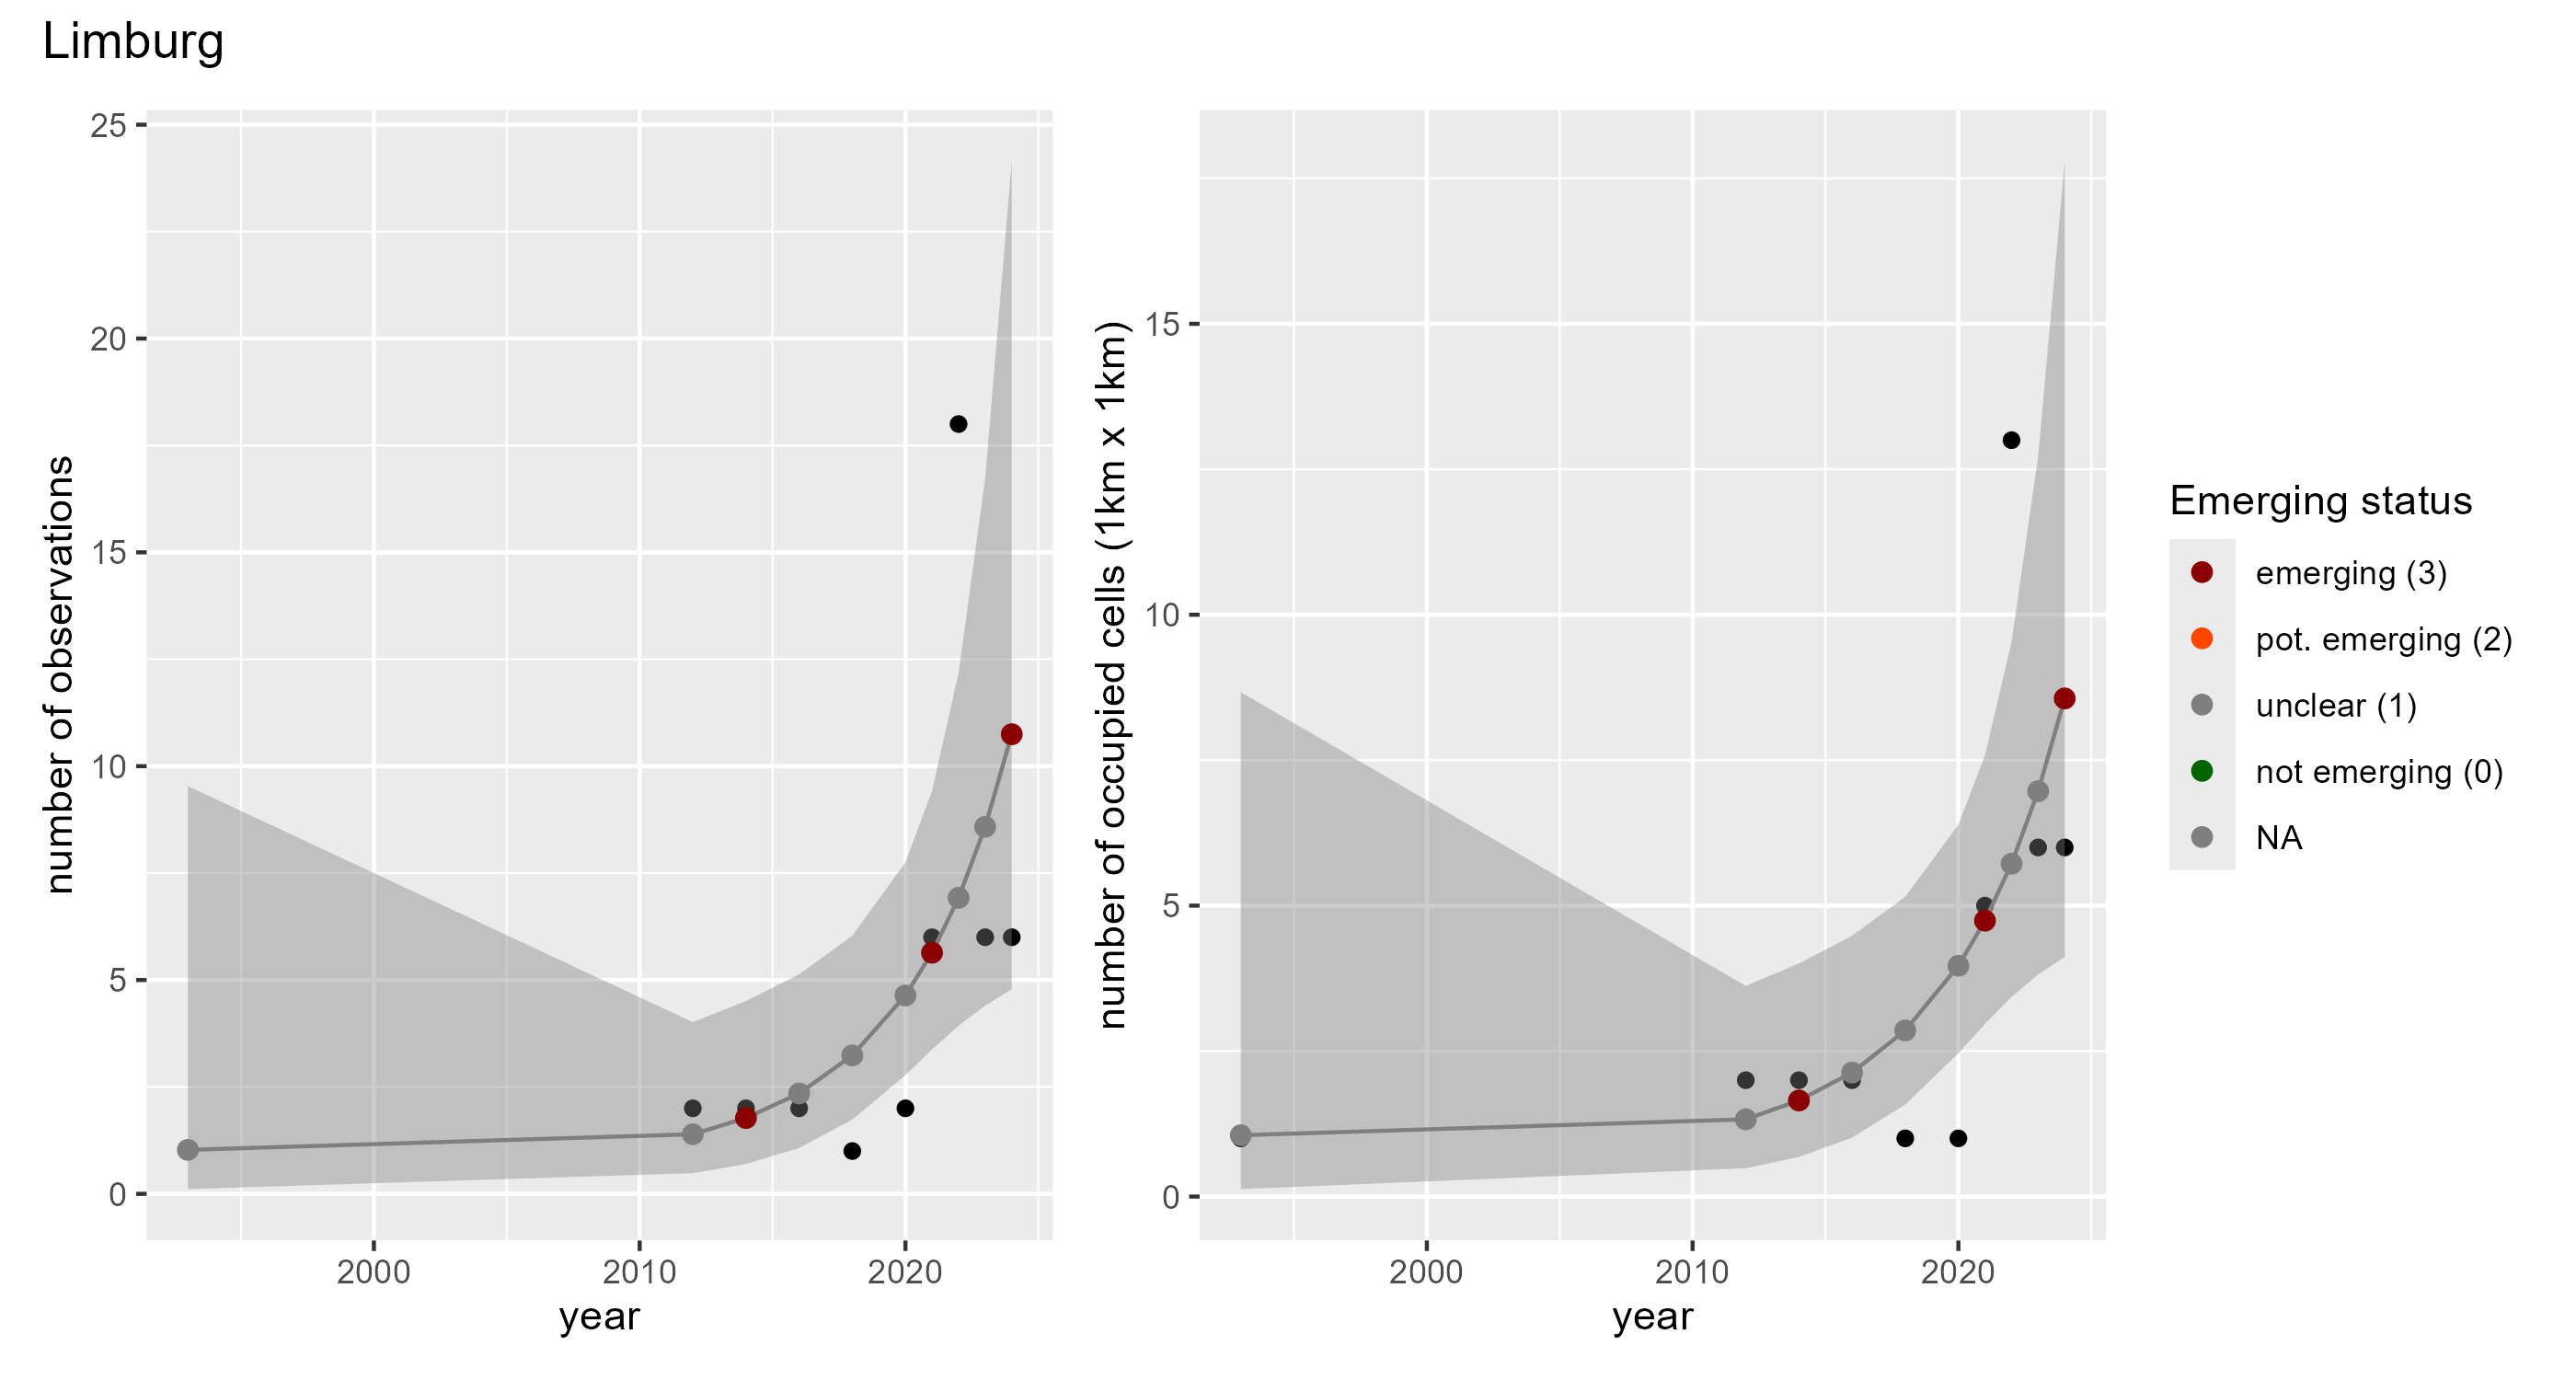 Limburg
number of observations
25
20
15
10
5
0
2000 2010 2020
year
number of occupied cells (1km x 1km)
15
10
5
0
2000 2010 2020
year
Emerging status
emerging (3)
pot. emerging (2)
unclear (1)
not emerging (0)
NA